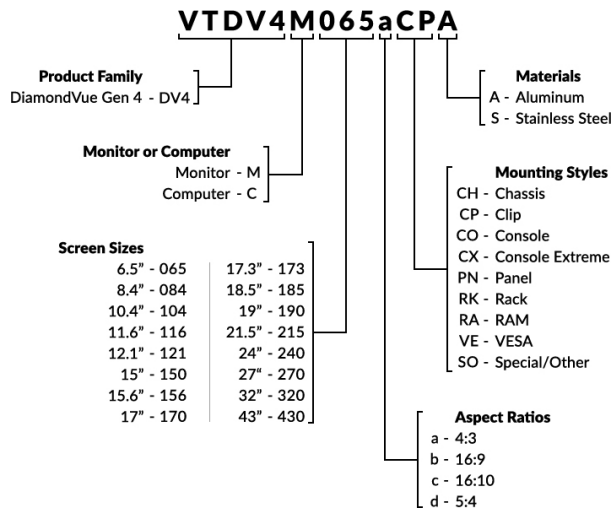 VTDV4M065aCPA
Product Family
DiamondVue Gen 4 - DV4
Monitor or Computer
Monitor - M
Computer - C
Screen Sizes
6.5” - 065
8.4” - 084
10.4” - 104
11.6” - 116
12.1” - 121
15” - 150
15.6” - 156
17” - 170
17.3” - 173
18.5” - 185
19” - 190
21.5” - 215
24” - 240
27“ - 270
32” - 320
43” - 430
Materials
A - Aluminum
S - Stainless Steel
Mounting Styles
CH - Chassis
CP - Clip
CO - Console
CX - Console Extreme
PN - Panel
RK - Rack
RA - RAM
VE - VESA
SO - Special/Other
Aspect Ratios
a - 4:3
b - 16:9
c - 16:10
d - 5:4